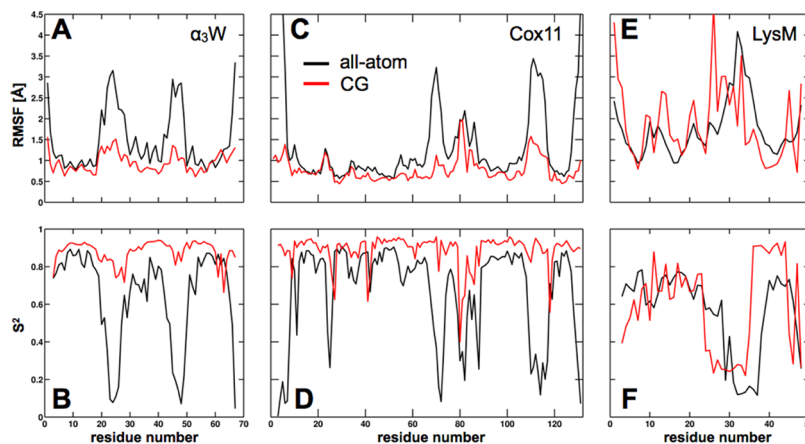 A
α₃W
C
Cox11
E
LysM
all-atom
CG
RMSF [Å]
4.5
4
3.5
3
2.5
2
1.5
1
0.5
0
B
D
F
S²
1
0.8
0.6
0.4
0.2
0
0 10 20 30 40 50 60 70
0 20 40 60 80 100 120
0 10 20 30 40
residue number
residue number
residue number